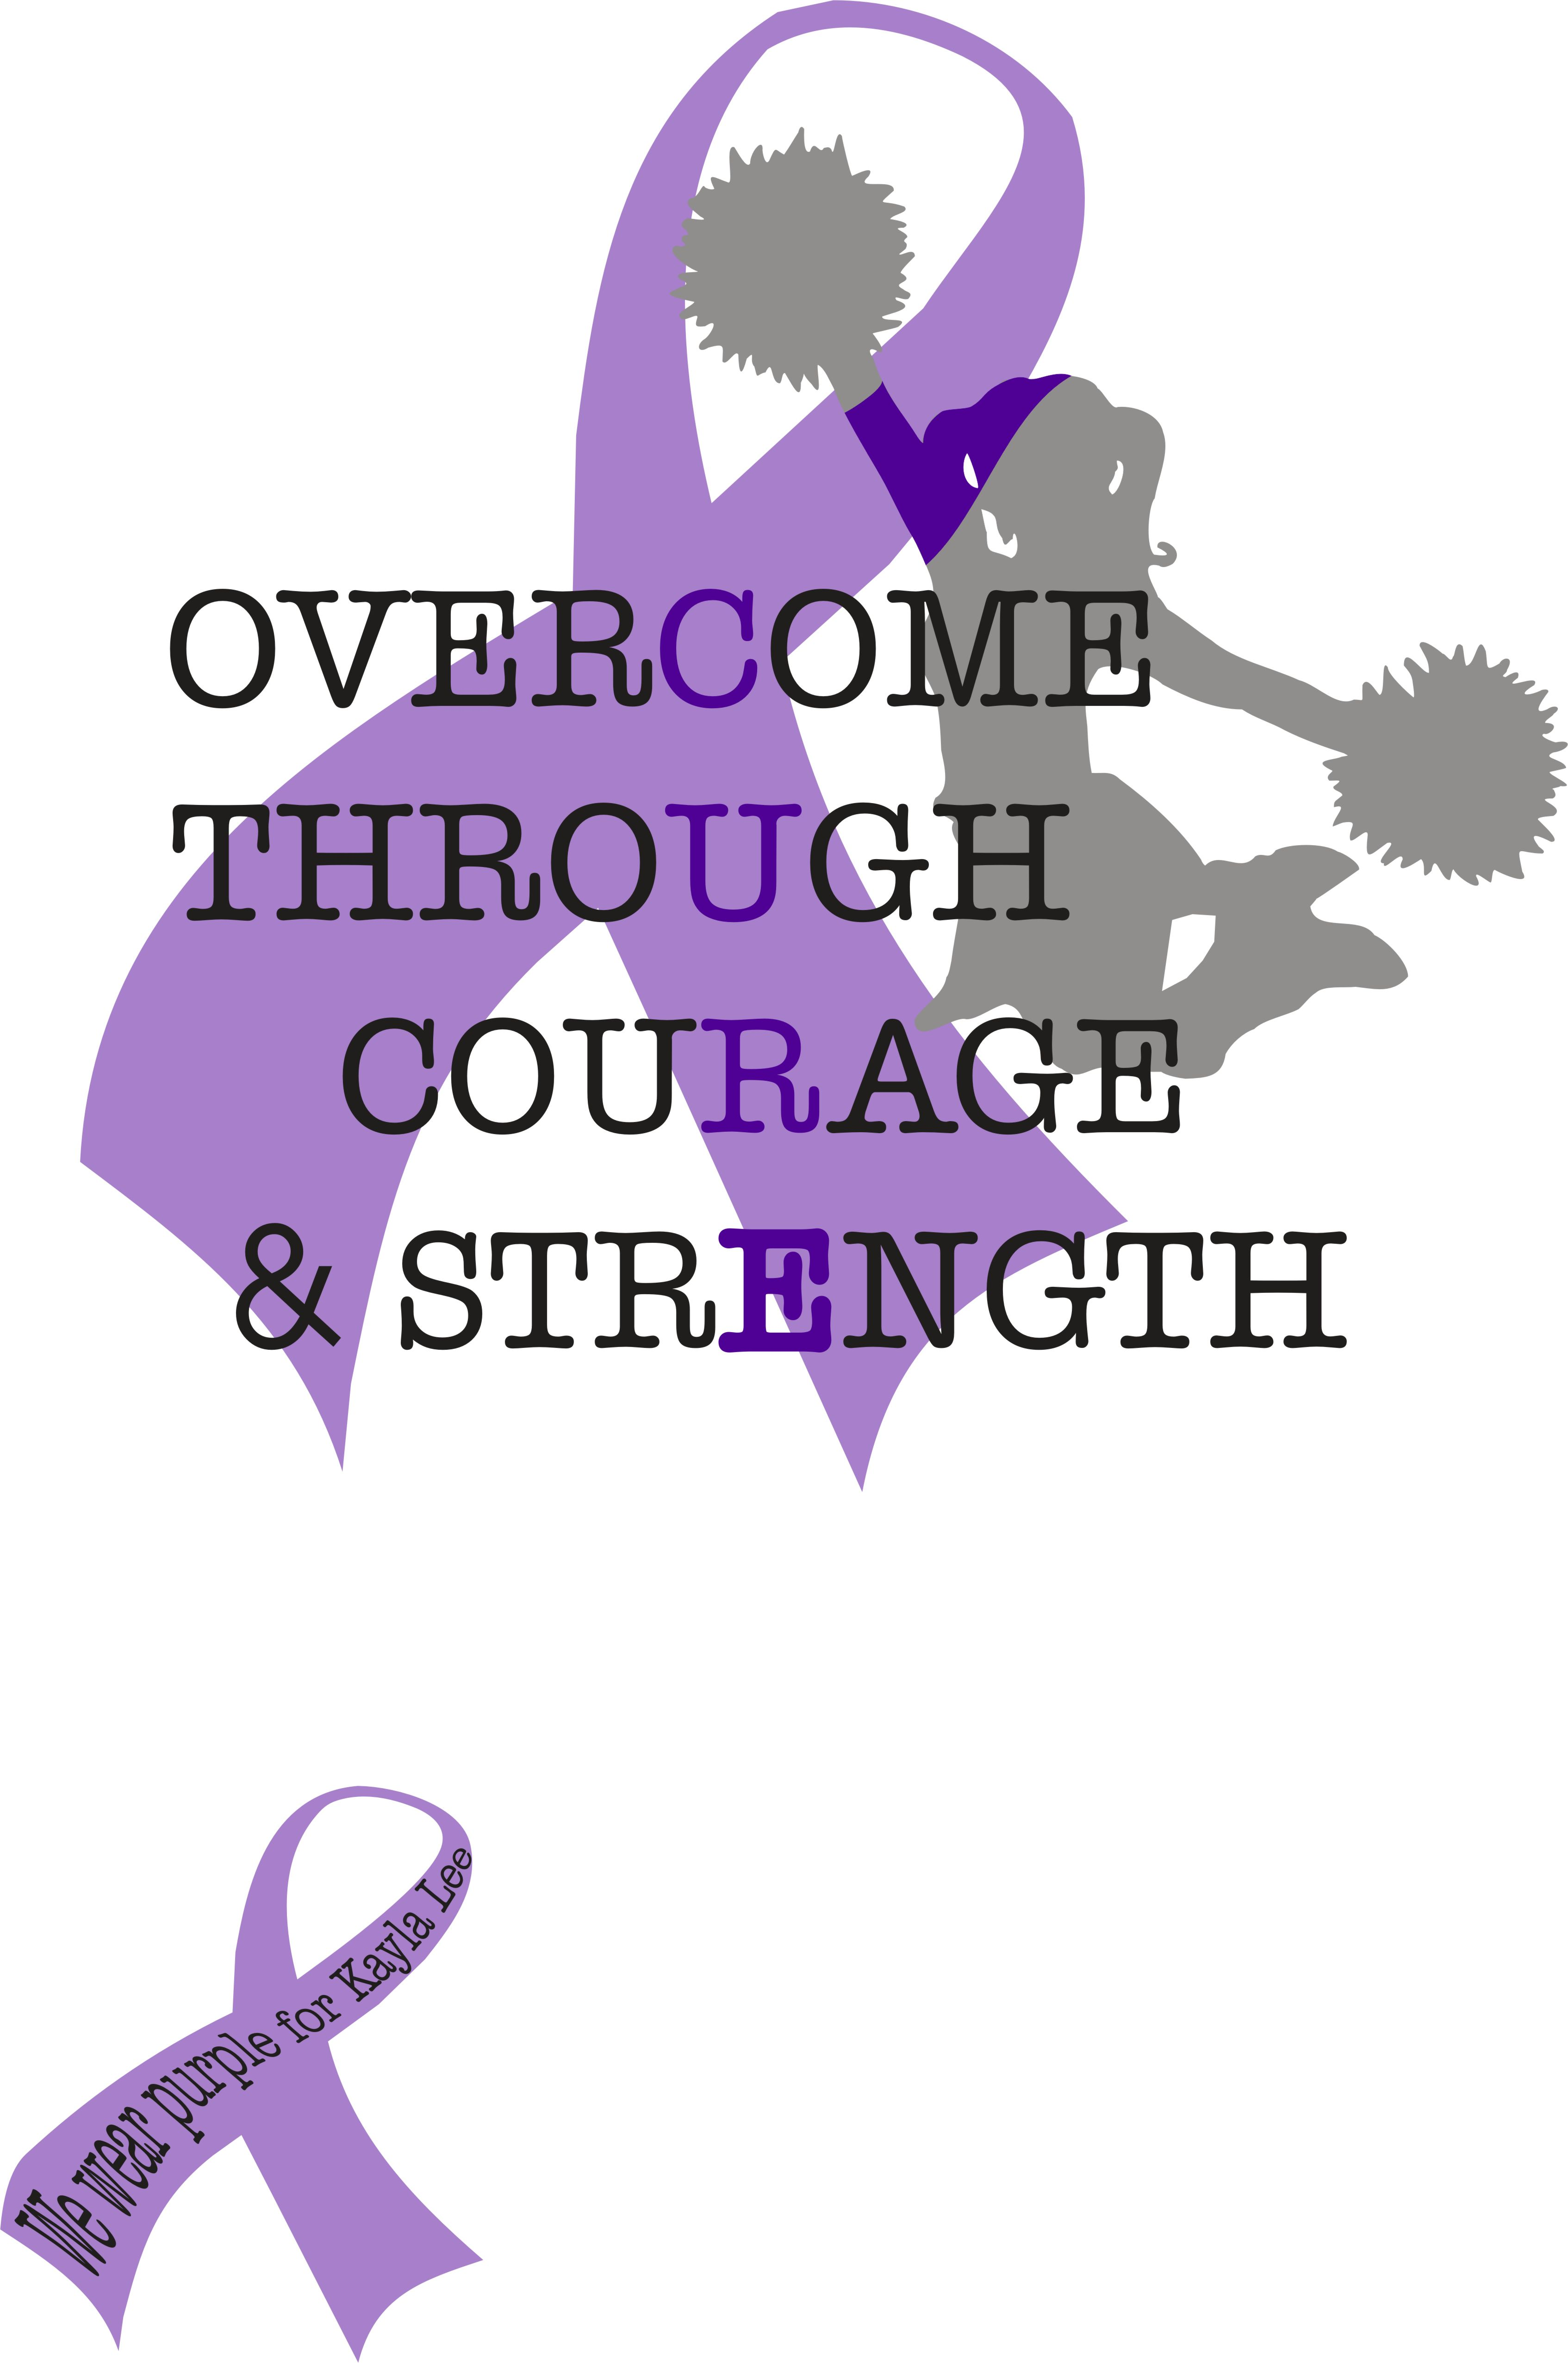 OVERCOME
THROUGH
COURAGE
& STRENGTH
We wear purple for Kayla Lee